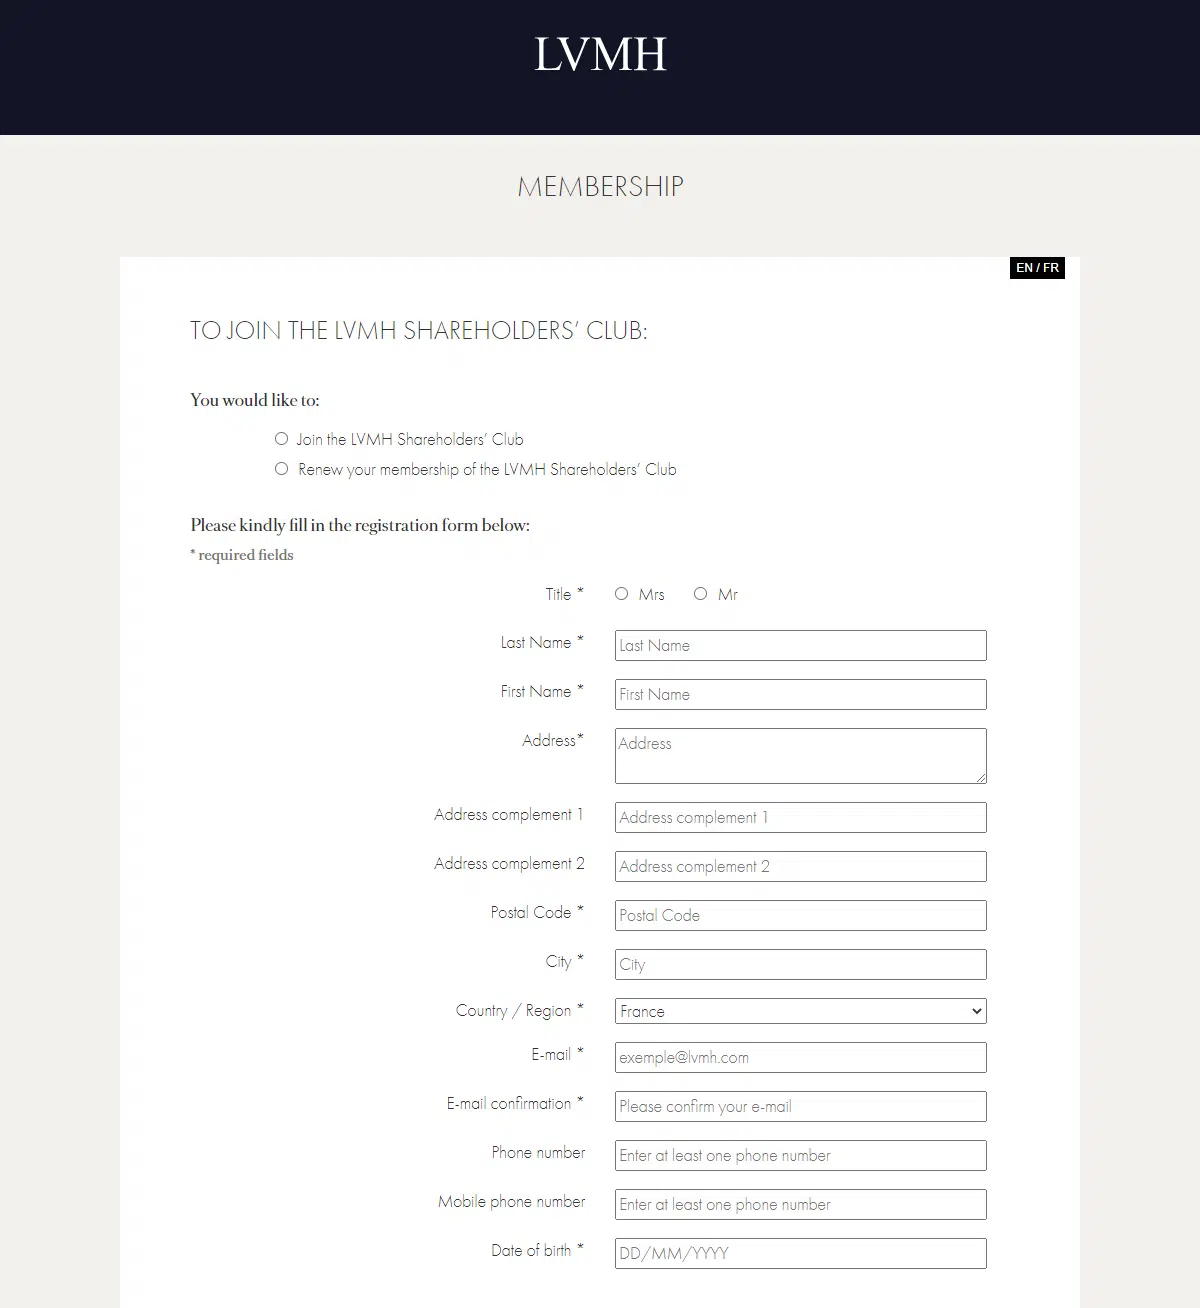 LVMH
MEMBERSHIP
EN / FR
TO JOIN THE LVMH SHAREHOLDERS’ CLUB:
You would like to:
Join the LVMH Shareholders’ Club
Renew your membership of the LVMH Shareholders’ Club
Please kindly fill in the registration form below:
* required fields
Title * Mrs Mr
Last Name * Last Name
First Name * First Name
Address* Address
Address complement 1 Address complement 1
Address complement 2 Address complement 2
Postal Code * Postal Code
City * City
Country / Region * France
E-mail * exemple@lvmh.com
E-mail confirmation * Please confirm your e-mail
Phone number Enter at least one phone number
Mobile phone number Enter at least one phone number
Date of birth * DD/MM/YYYY